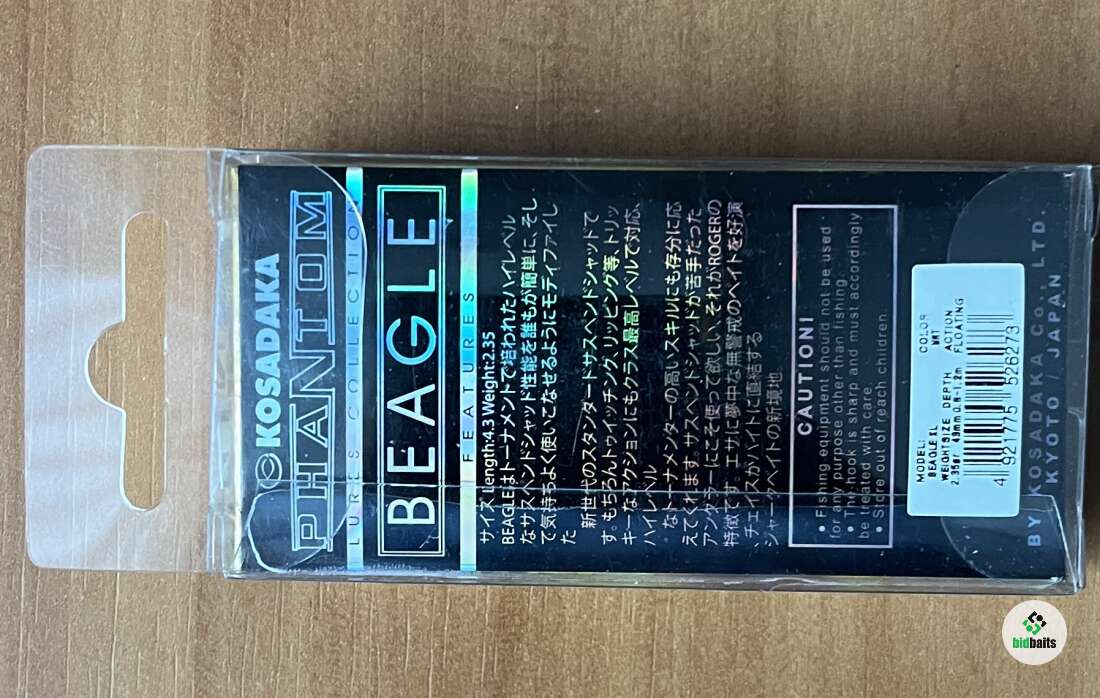 © KOSADAKA
PHANTOM
LURES COLLECTION
BEAGLE
FEATURES
サイズ Length:4.3 Weight:2.35
BEAGLEはトーナメントで培われたハイレベル
なサスペンドシャッド性能を誰もが簡単に、そし
て気持ちよく使いこなせるようにモディファイし
た
新世代のスタンダードサスペンドシャッドで
す。もちろんトゥイッチング、リッピング等、トリッ
キーなアクションにもクラス最高レベルで対応、
ハイレベル
なトーナメンターの高いスキルにも存分に応
えてくれます。サスペンドシャッドが苦手だった
アングラーにこそ使って欲しい、それがROGERの
特徴です。エサに夢中な無警戒のベイトを好演
、チェイスがバイトに直結する
ジャークベイトの新境地
CAUTION!
• Fishing equipment should not be used
for any purpose other than fishing.
• The hook is sharp and must accordingly
be treated with care.
• Store out of reach children.
MODEL: COLOR
BEAGLE XL MNT
WEIGHT SIZE DEPTH ACTION
2.35gr 43mm 0.8-1.2m FLOATING
4 921775 526273
BY KOSADAKA Co., LTD.
KYOTO / JAPAN
bidbaits